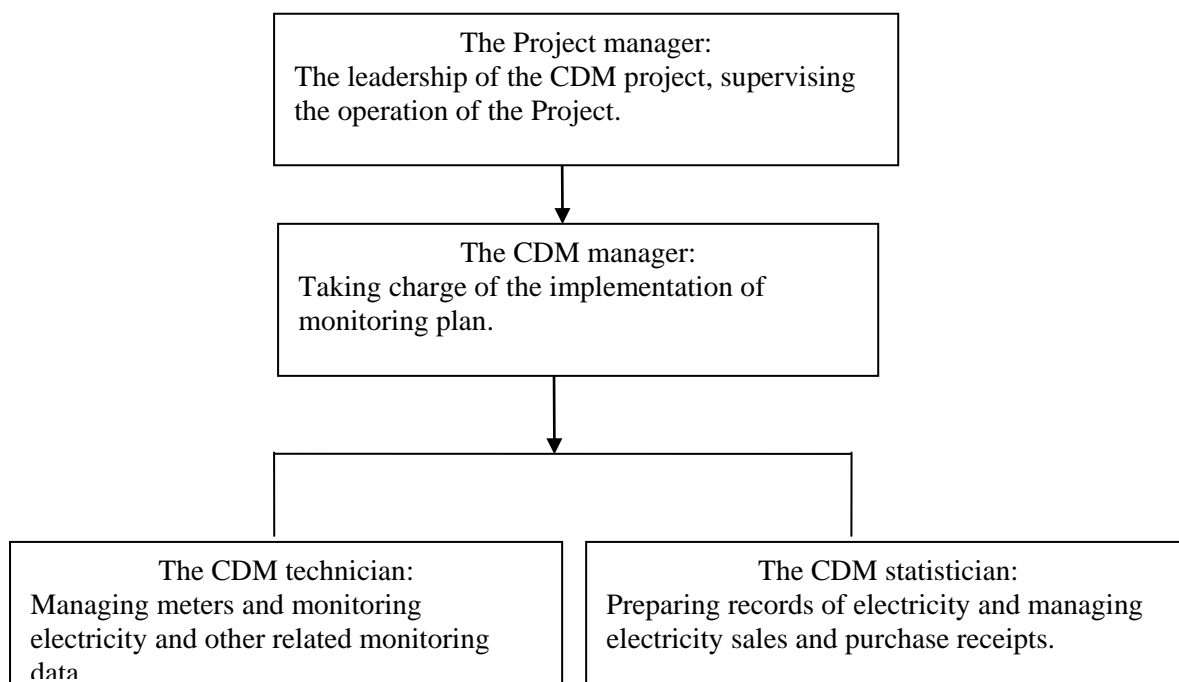 The Project manager:
The leadership of the CDM project, supervising
the operation of the Project.
The CDM manager:
Taking charge of the implementation of
monitoring plan.
The CDM technician:
Managing meters and monitoring
electricity and other related monitoring
data
The CDM statistician:
Preparing records of electricity and managing
electricity sales and purchase receipts.